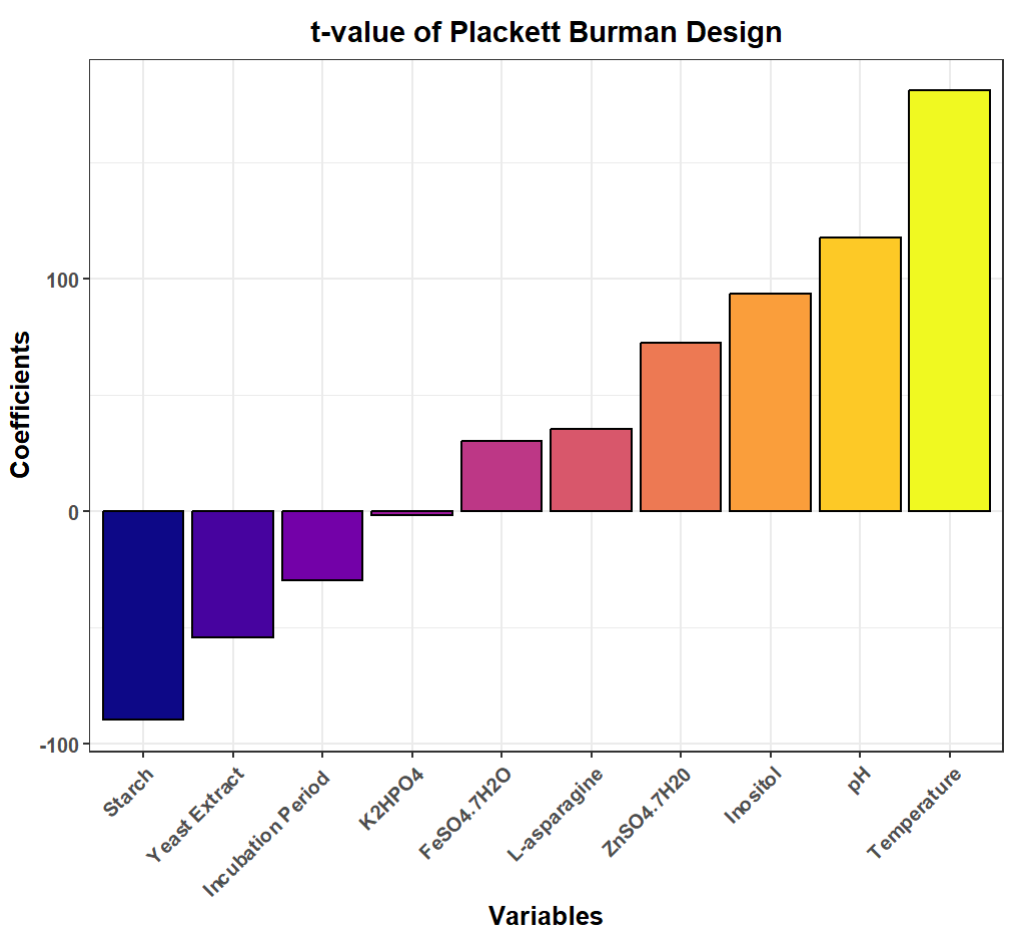 t-value of Plackett Burman Design
Coefficients
100
0
-100
Starch
Yeast Extract
Incubation Period
K2HPO4
FeSO4.7H2O
L-asparagine
ZnSO4.7H20
Inositol
pH
Temperature
Variables